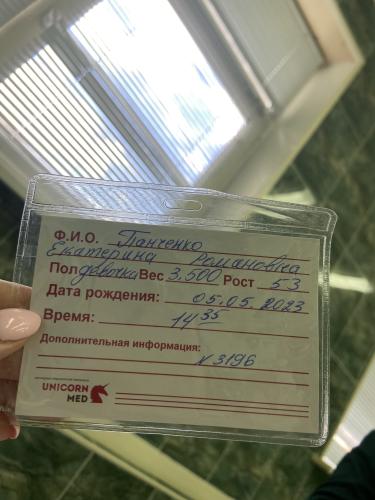 Ф.И.О. Панченко
Екатерина Романовна
Пол девочка Вес 3.500 Рост 53
Дата рождения: 05.05.2023
Время: 14 35
Дополнительная информация:
N 3196
UNICORN
MED